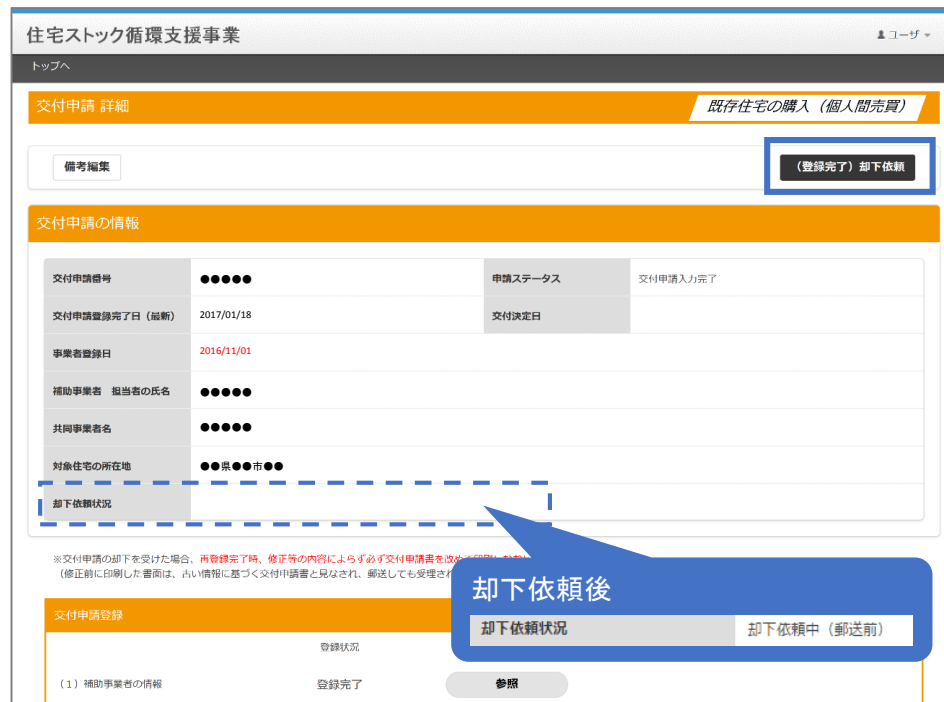 住宅ストック循環支援事業
ユーザ
トップへ
交付申請 詳細
既存住宅の購入（個人間売買）
備考編集
（登録完了）却下依頼
交付申請の情報
交付申請番号 ●●●●● 申請ステータス 交付申請入力完了
交付申請登録完了日（最新） 2017/01/18 交付決定日
事業者登録日 2016/11/01
補助事業者　担当者の氏名 ●●●●●
共同事業者名 ●●●●●
対象住宅の所在地 ●●県●●市●●
却下依頼状況
※交付申請の却下を受けた場合、再登録完了時、修正等の内容によらず必ず交付申請書を改めて
（修正前に印刷した書面は、古い情報に基づく交付申請書と見なされ、郵送しても受理され
却下依頼後
却下依頼状況 却下依頼中（郵送前）
交付申請登録
登録状況
（1）補助事業者の情報 登録完了 参照